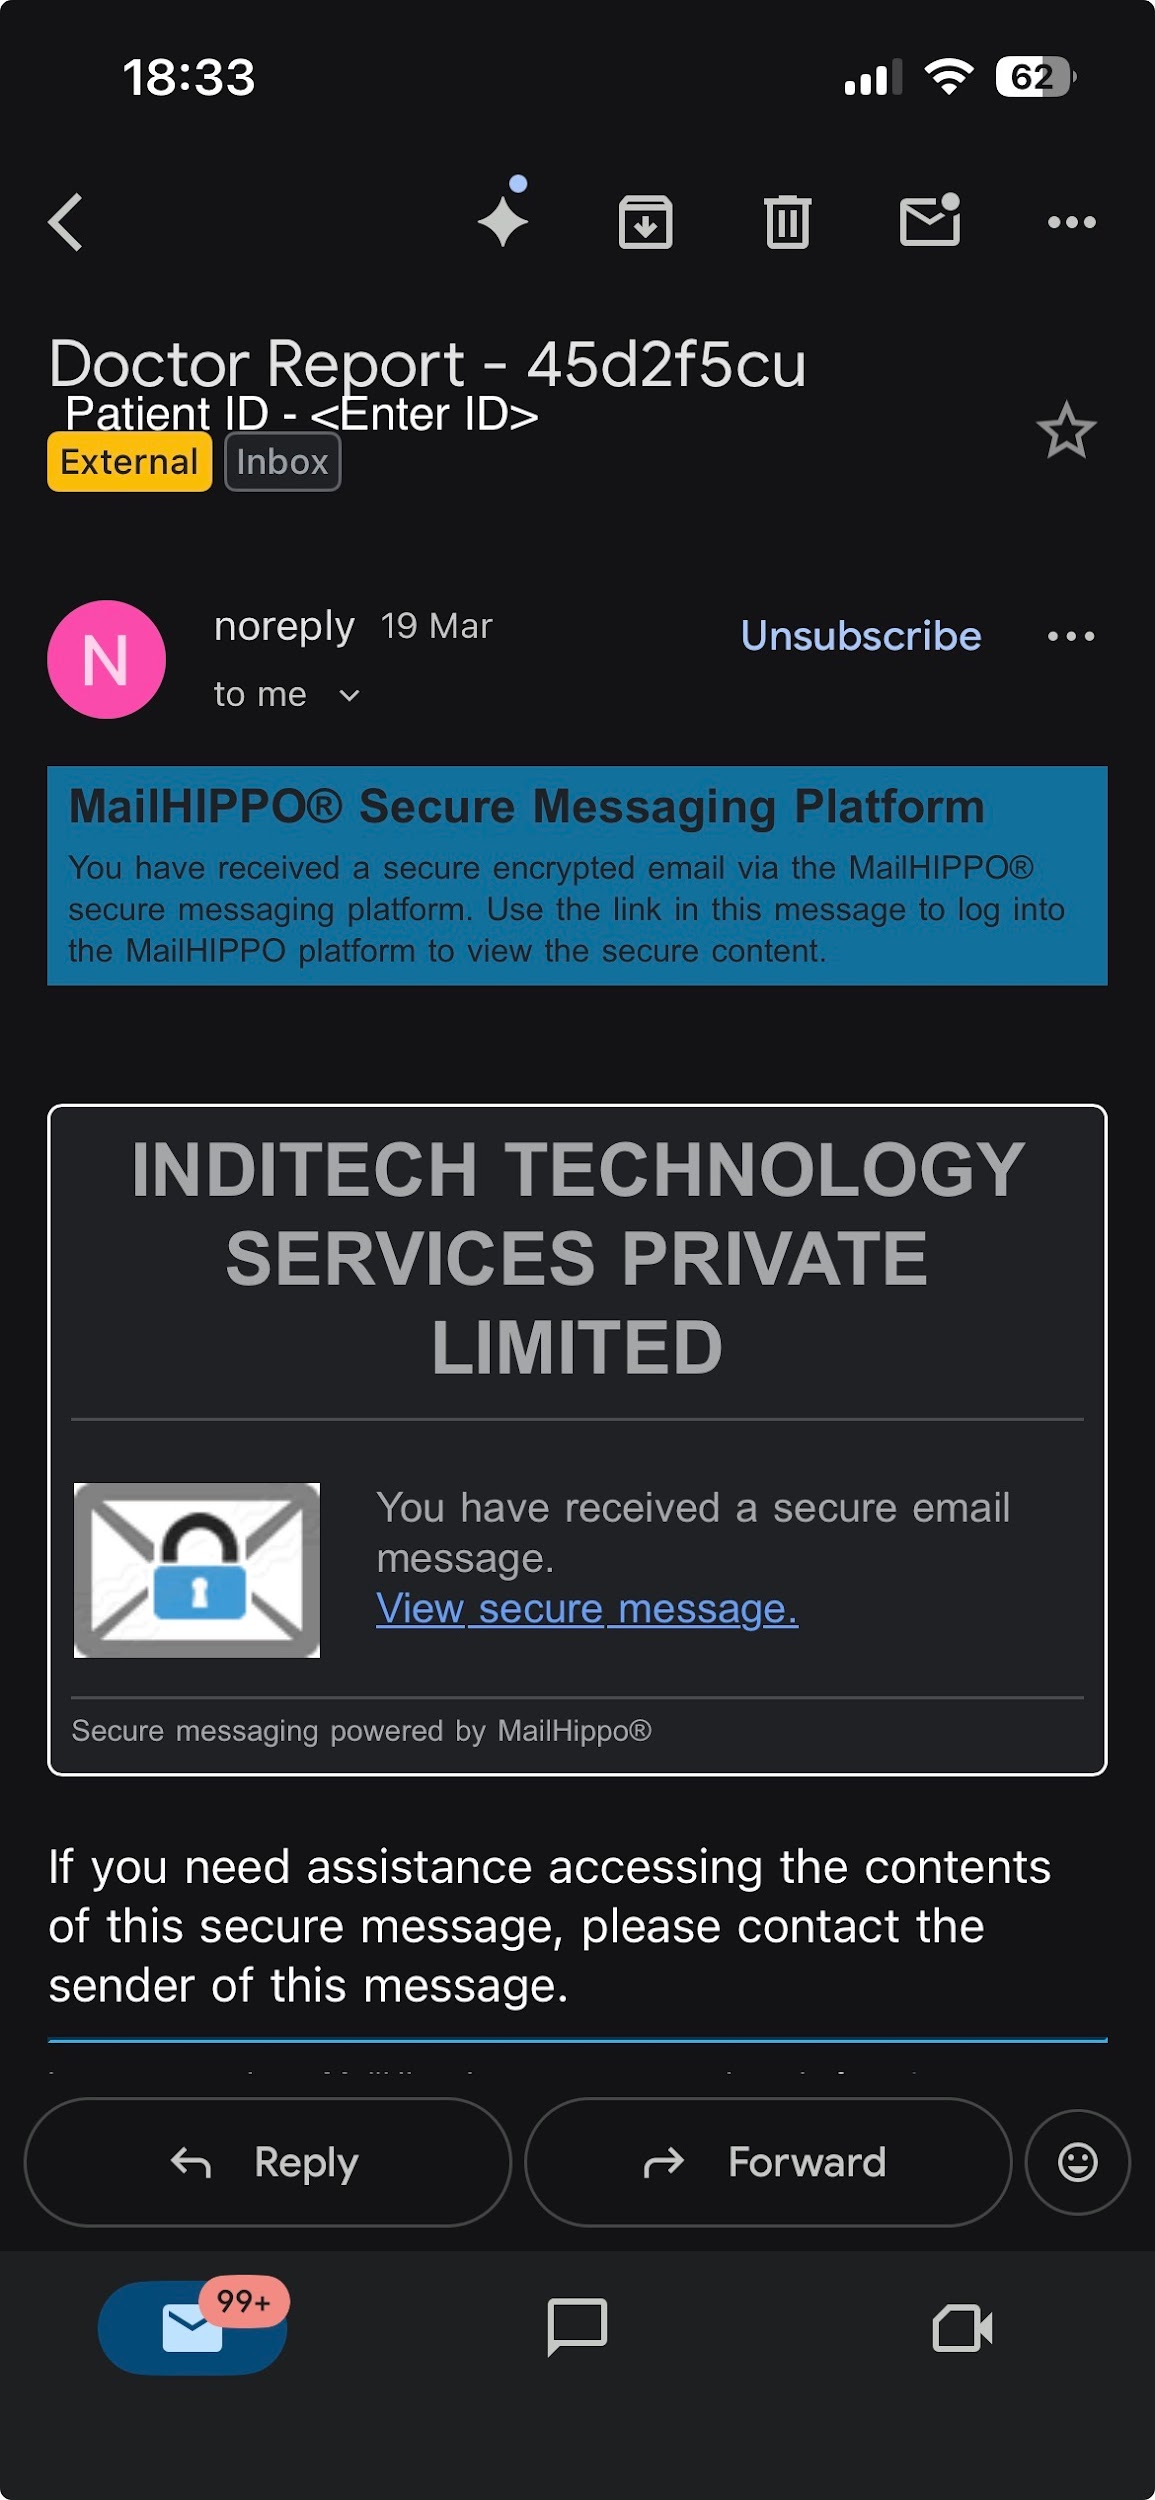 18:33
62
Doctor Report - 45d2f5cu
Patient ID - <Enter ID>
External Inbox
N
noreply 19 Mar
Unsubscribe
to me
MailHIPPO® Secure Messaging Platform
You have received a secure encrypted email via the MailHIPPO®
secure messaging platform. Use the link in this message to log into
the MailHIPPO platform to view the secure content.
INDITECH TECHNOLOGY
SERVICES PRIVATE
LIMITED
You have received a secure email
message.
View secure message.
Secure messaging powered by MailHippo®
If you need assistance accessing the contents
of this secure message, please contact the
sender of this message.
Reply Forward
99+